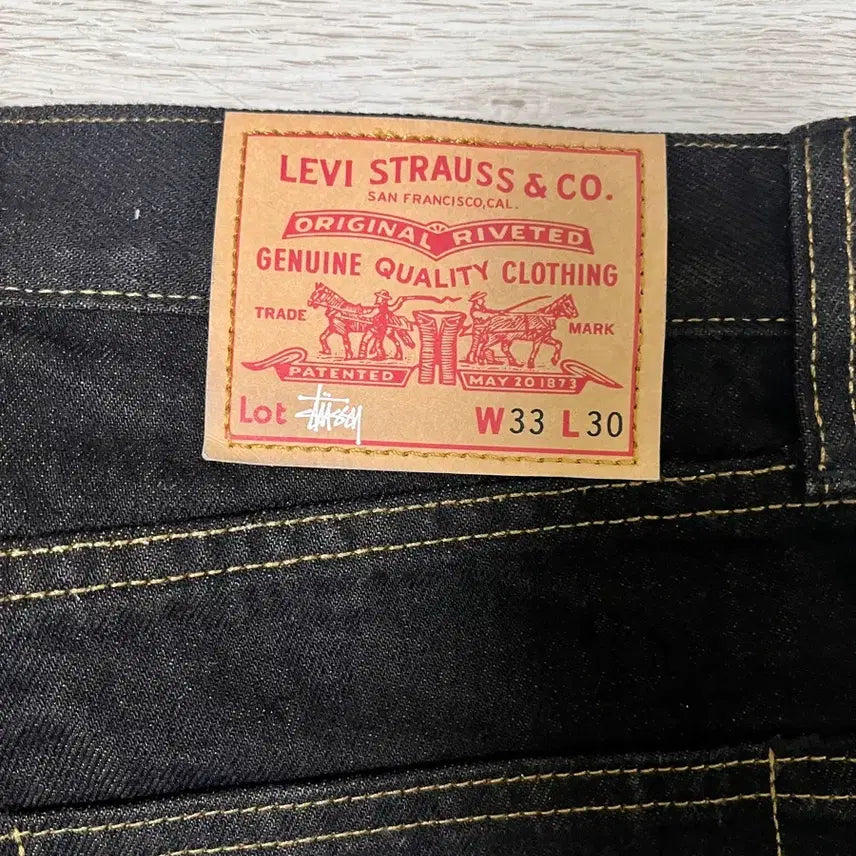 LEVI STRAUSS & CO.
SAN FRANCISCO, CAL.
ORIGINAL RIVETED
GENUINE QUALITY CLOTHING
TRADE MARK
PATENTED MAY 20 1873
Lot Stüssy W33 L30